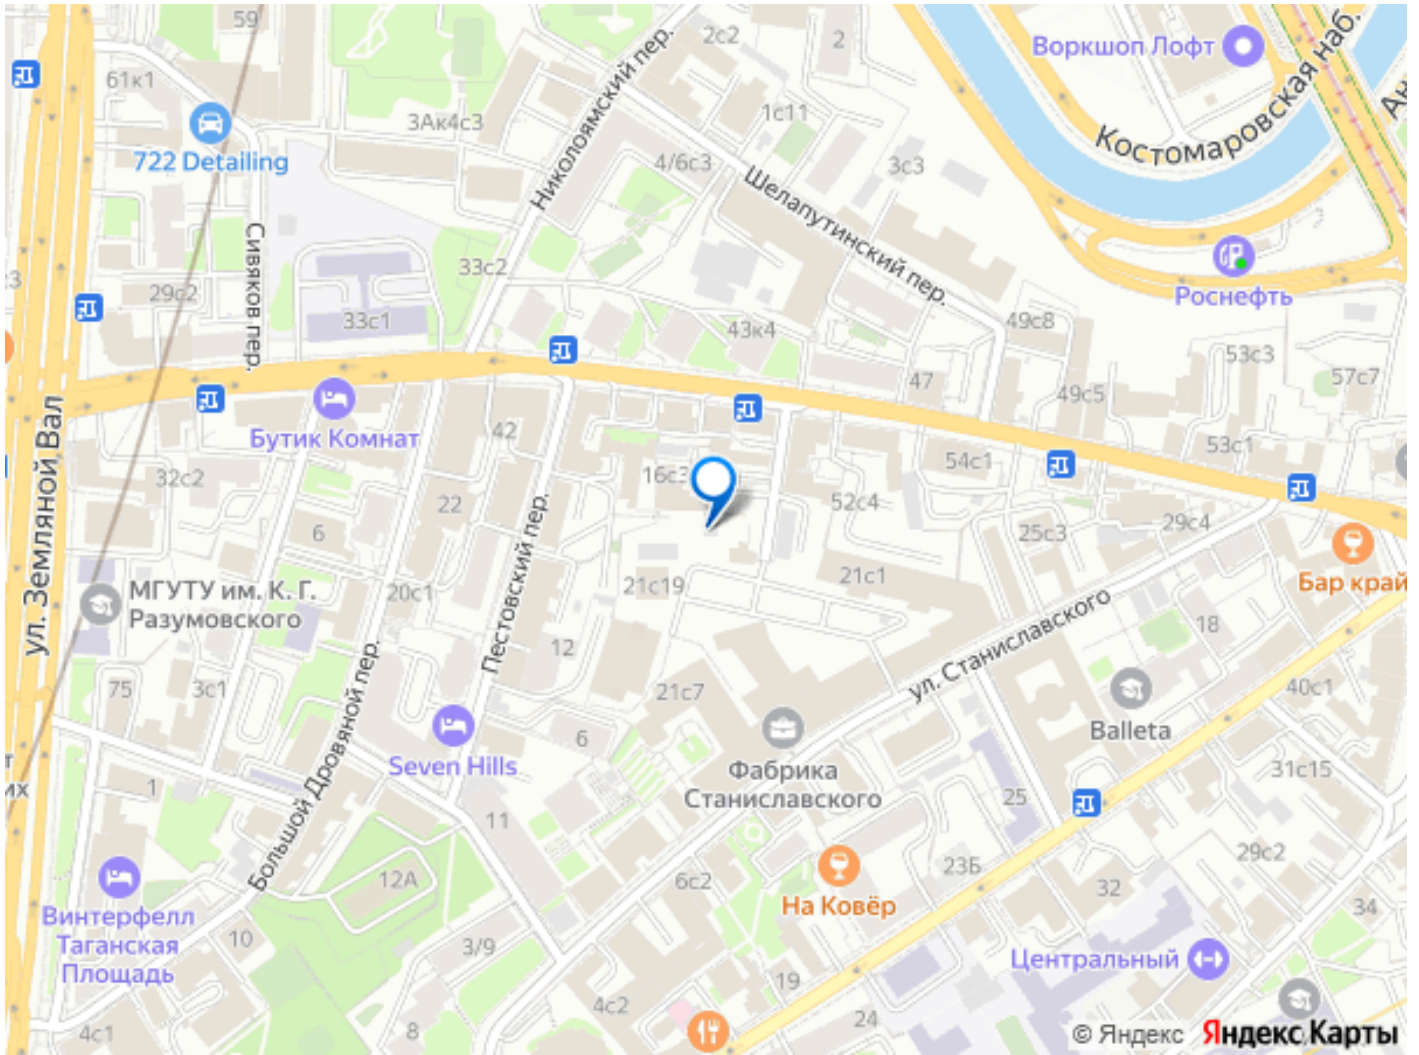 59
2с2
2
Воркшоп Лофт
61к1
Николоямский пер.
3Ак4с3
1с11
Костомаровская наб.
722 Detailing
4/6с3
3с3
Шелапутинский пер.
Сивяков пер.
33с2
29с2
Роснефть
33с1
43к4
49с8
53с3
57с7
47
49с5
ул. Земляной Вал
Бутик Комнат
42
53с1
32с2
16с3
54с1
22
52с4
6
Пестовский пер.
25с3
29с4
21с19
21с1
Бар край
МГУТУ им. К. Г.
Разумовского
20с1
ул. Станиславского
18
12
75
3с1
21с7
40с1
Большой Дровяной пер.
Balleta
6
Seven Hills
Фабрика
Станиславского
31с15
их
1
25
11
29с2
12А
6с2
23Б
32
На Ковёр
34
Винтерфелл
Таганская
Площадь
10
3/9
Центральный
19
4с2
24
4с1
8
© Яндекс Яндекс Карты